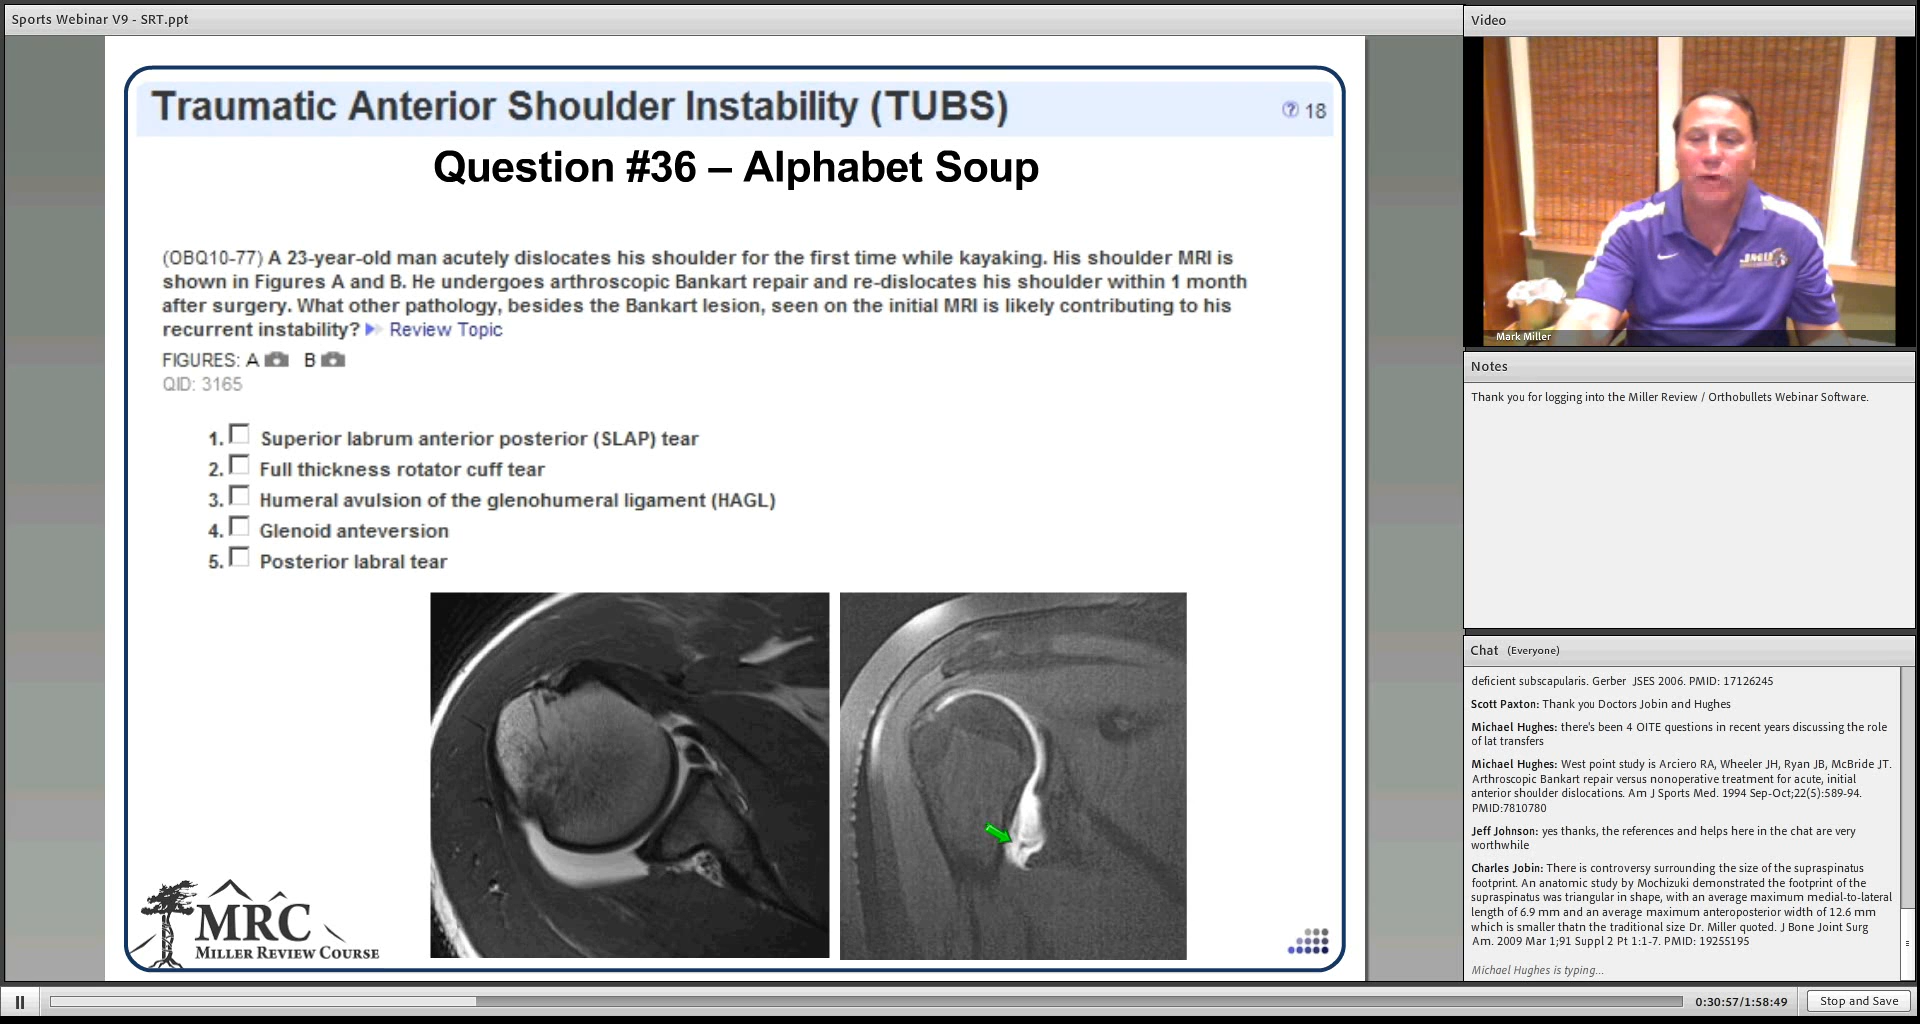 Sports Webinar V9 - SRT.ppt
Traumatic Anterior Shoulder Instability (TUBS)
? 18
Question #36 – Alphabet Soup
(OBQ10-77) A 23-year-old man acutely dislocates his shoulder for the first time while kayaking. His shoulder MRI is
shown in Figures A and B. He undergoes arthroscopic Bankart repair and re-dislocates his shoulder within 1 month
after surgery. What other pathology, besides the Bankart lesion, seen on the initial MRI is likely contributing to his
recurrent instability? Review Topic
FIGURES: A B
QID: 3165
1. Superior labrum anterior posterior (SLAP) tear
2. Full thickness rotator cuff tear
3. Humeral avulsion of the glenohumeral ligament (HAGL)
4. Glenoid anteversion
5. Posterior labral tear
MRC
MILLER REVIEW COURSE
Video
Mark Miller
Notes
Thank you for logging into the Miller Review / Orthobullets Webinar Software.
Chat (Everyone)
deficient subscapularis. Gerber JSES 2006. PMID: 17126245
Scott Paxton: Thank you Doctors Jobin and Hughes
Michael Hughes: there's been 4 OITE questions in recent years discussing the role
of lat transfers
Michael Hughes: West point study is Arciero RA, Wheeler JH, Ryan JB, McBride JT.
Arthroscopic Bankart repair versus nonoperative treatment for acute, initial
anterior shoulder dislocations. Am J Sports Med. 1994 Sep-Oct;22(5):589-94.
PMID:7810780
Jeff Johnson: yes thanks, the references and helps here in the chat are very
worthwhile
Charles Jobin: There is controversy surrounding the size of the supraspinatus
footprint. An anatomic study by Mochizuki demonstrated the footprint of the
supraspinatus was triangular in shape, with an average maximum medial-to-lateral
length of 6.9 mm and an average maximum anteroposterior width of 12.6 mm
which is smaller thatn the traditional size Dr. Miller quoted. J Bone Joint Surg
Am. 2009 Mar 1;91 Suppl 2 Pt 1:1-7. PMID: 19255195
Michael Hughes is typing...
0:30:57/1:58:49
Stop and Save